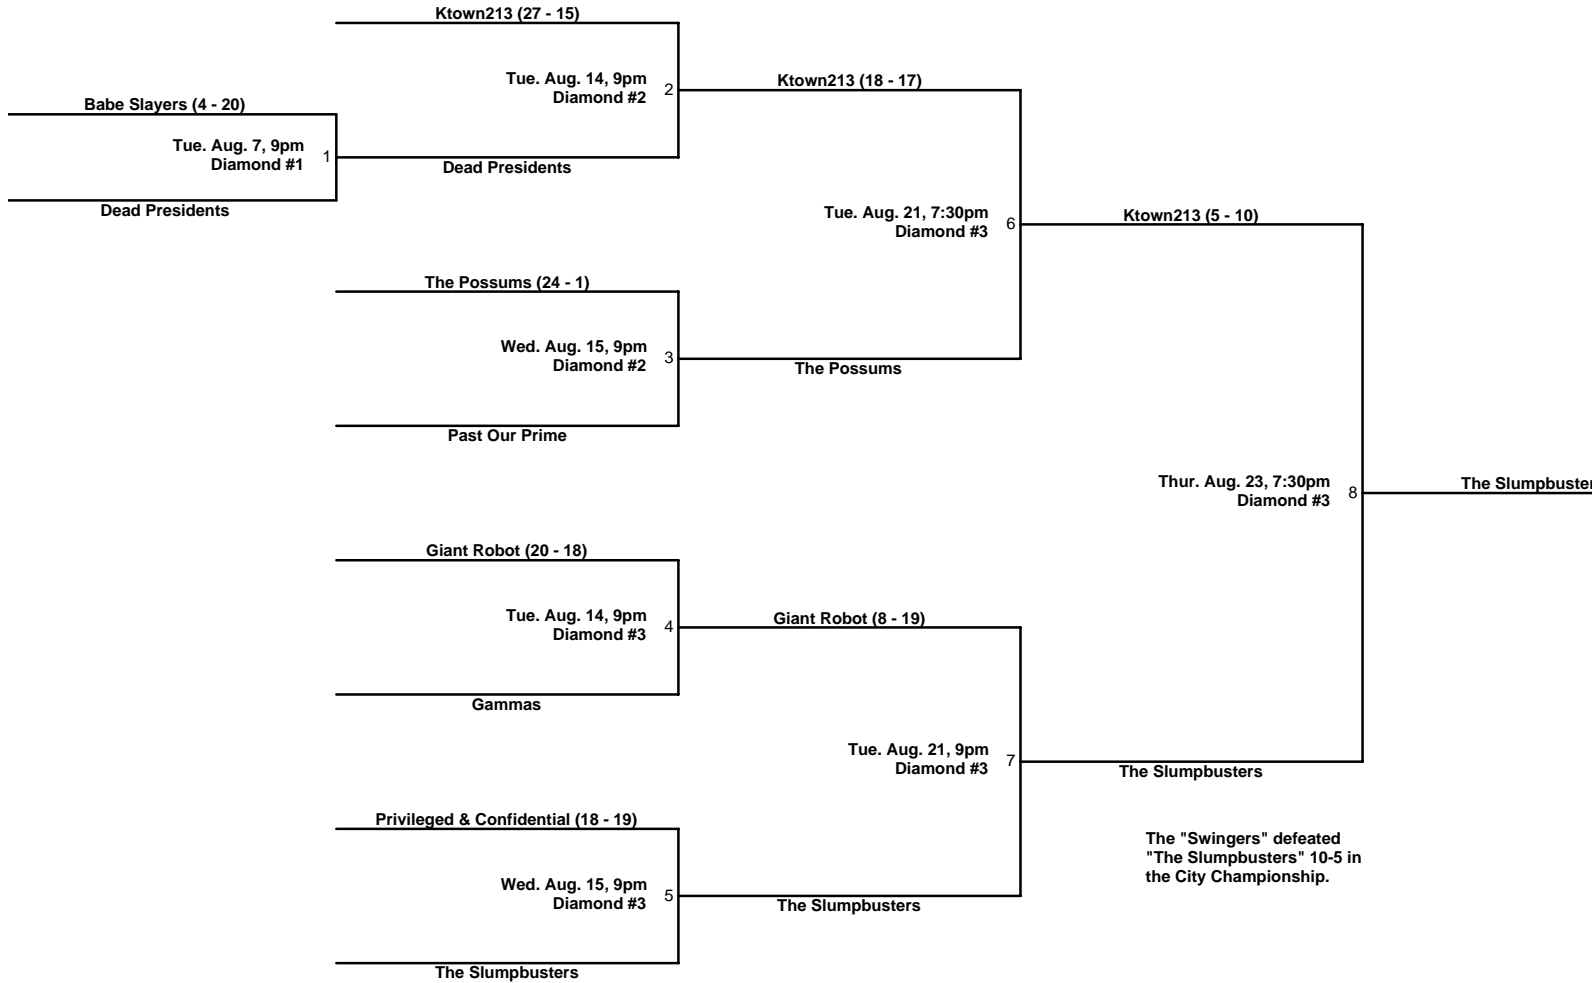 Ktown213 (27 - 15)
Tue. Aug. 14, 9pm
Diamond #2
2
Ktown213 (18 - 17)
Babe Slayers (4 - 20)
Tue. Aug. 7, 9pm
Diamond #1
1
Dead Presidents
Dead Presidents
Tue. Aug. 21, 7:30pm
Diamond #3
6
Ktown213 (5 - 10)
The Possums (24 - 1)
Wed. Aug. 15, 9pm
Diamond #2
3
The Possums
Past Our Prime
Thur. Aug. 23, 7:30pm
Diamond #3
8
The Slumpbuster
Giant Robot (20 - 18)
Tue. Aug. 14, 9pm
Diamond #3
4
Giant Robot (8 - 19)
Gammas
Tue. Aug. 21, 9pm
Diamond #3
7
The Slumpbusters
Privileged & Confidential (18 - 19)
Wed. Aug. 15, 9pm
Diamond #3
5
The Slumpbusters
The Slumpbusters
The "Swingers" defeated
"The Slumpbusters" 10-5 in
the City Championship.